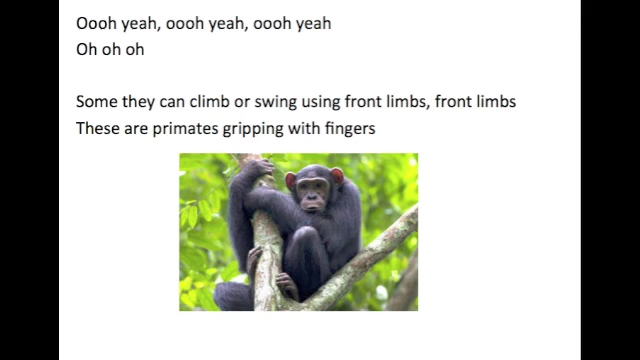 Oooh yeah, oooh yeah, oooh yeah
Oh oh oh
Some they can climb or swing using front limbs, front limbs
These are primates gripping with fingers